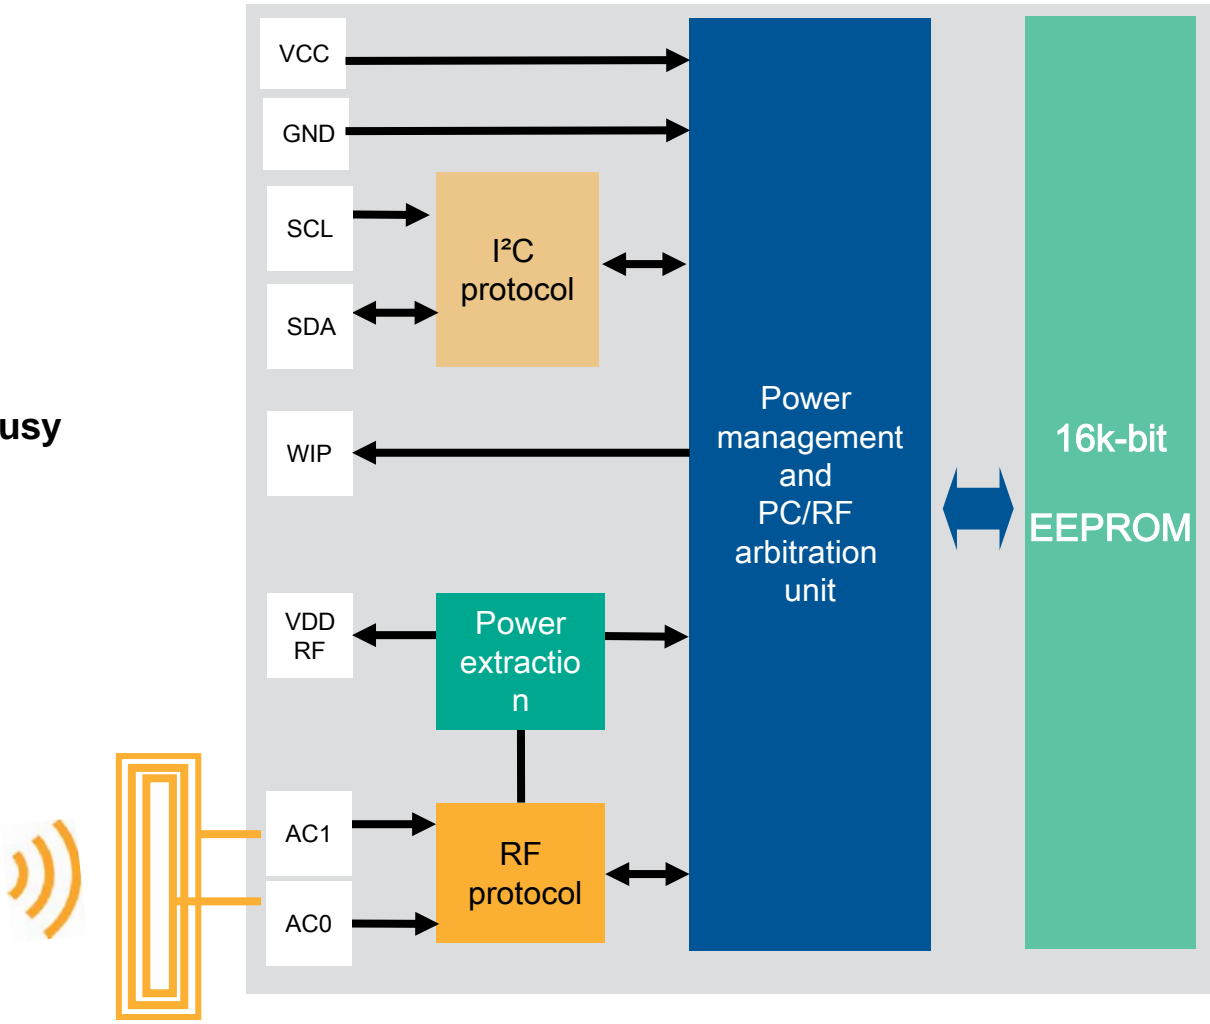 VCC
GND
SCL
SDA
I²C
protocol
usy
WIP
Power
management
and
PC/RF
arbitration
unit
16k-bit
EEPROM
VDD
RF
Power
extractio
n
AC1
AC0
RF
protocol